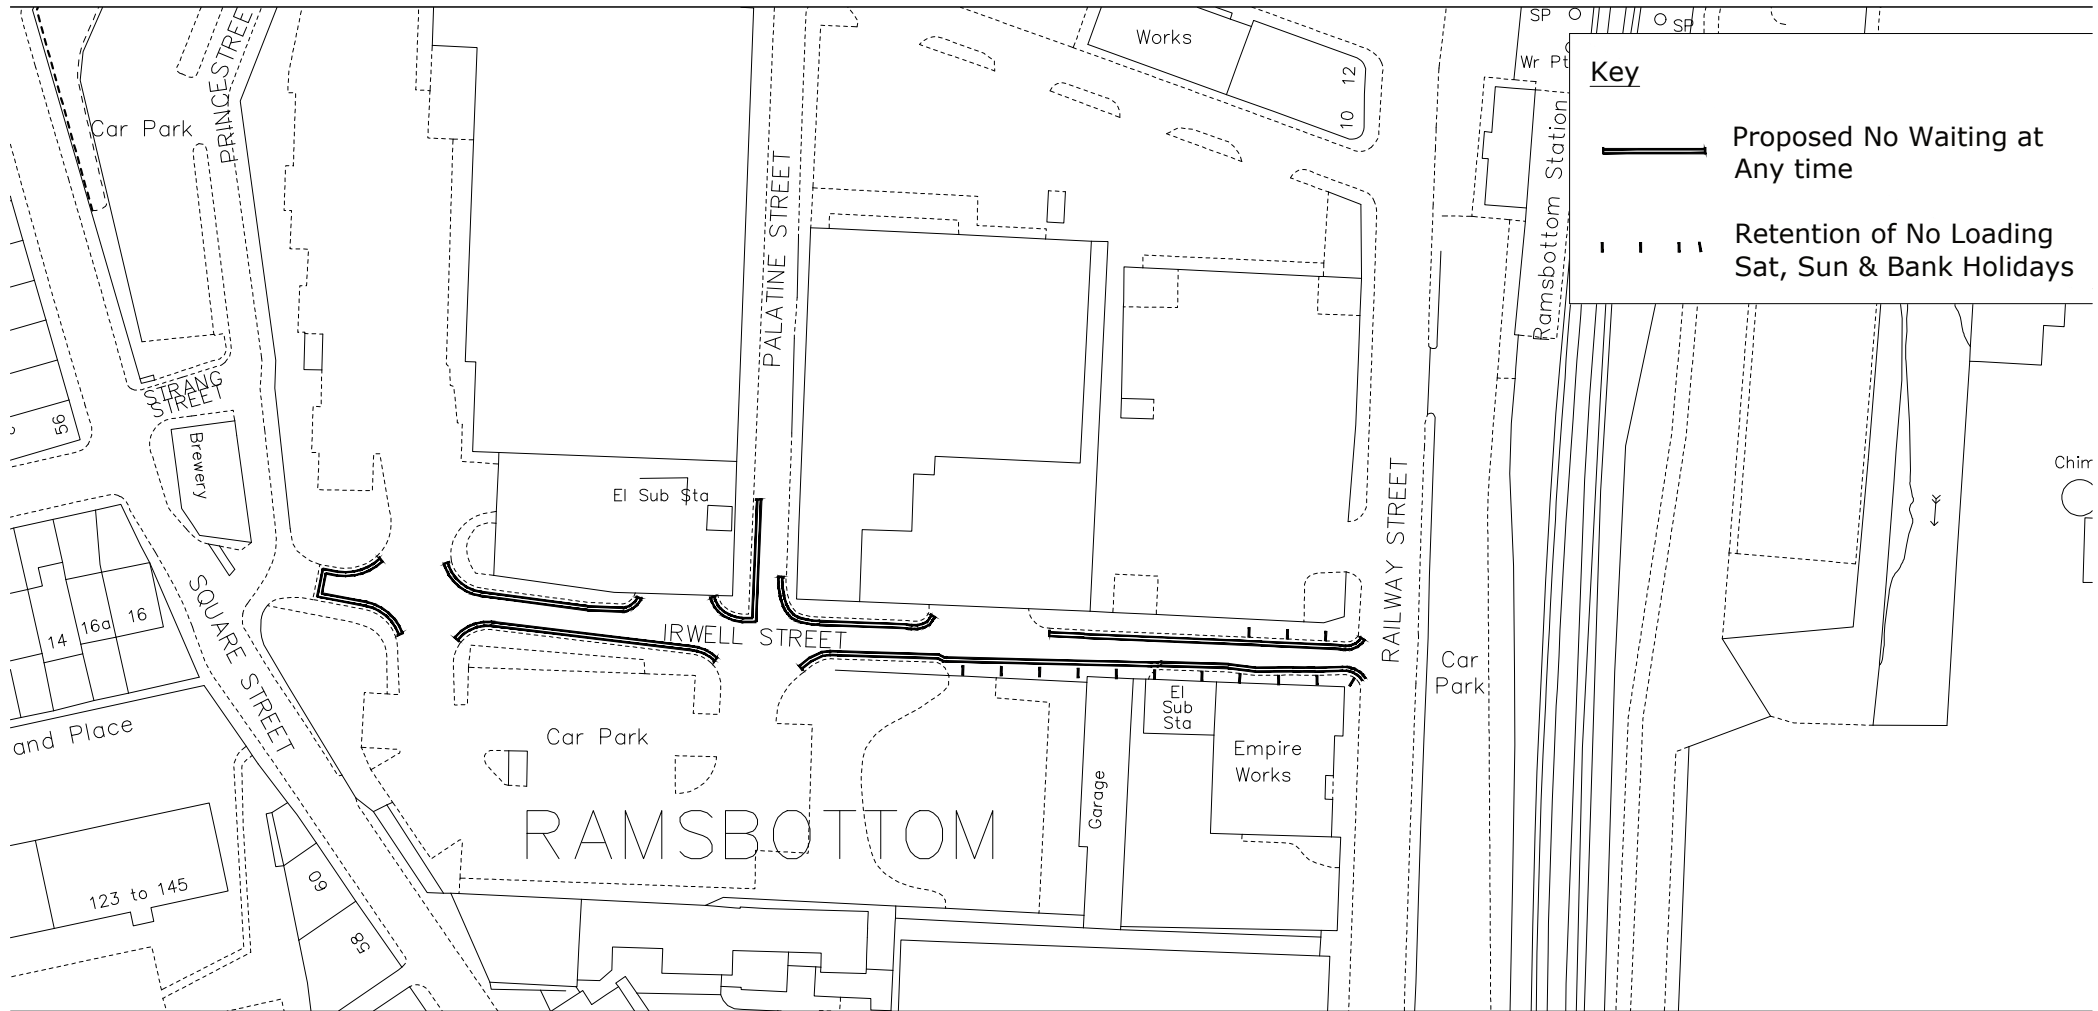 SP
SP
Works
Wr Pt
12
10
Key
Proposed No Waiting at
Any time
Retention of No Loading
Sat, Sun & Bank Holidays
Car Park
PRINCE STREET
PALATINE STREET
Ramsbottom Station
STRANG
STREET
56
Brewery
El Sub Sta
RAILWAY STREET
Chim
SQUARE STREET
14
16a
16
IRWELL STREET
Car
Park
El
Sub
Sta
and Place
Car Park
Empire
Works
Garage
RAMSBOTTOM
123 to 145
60
58